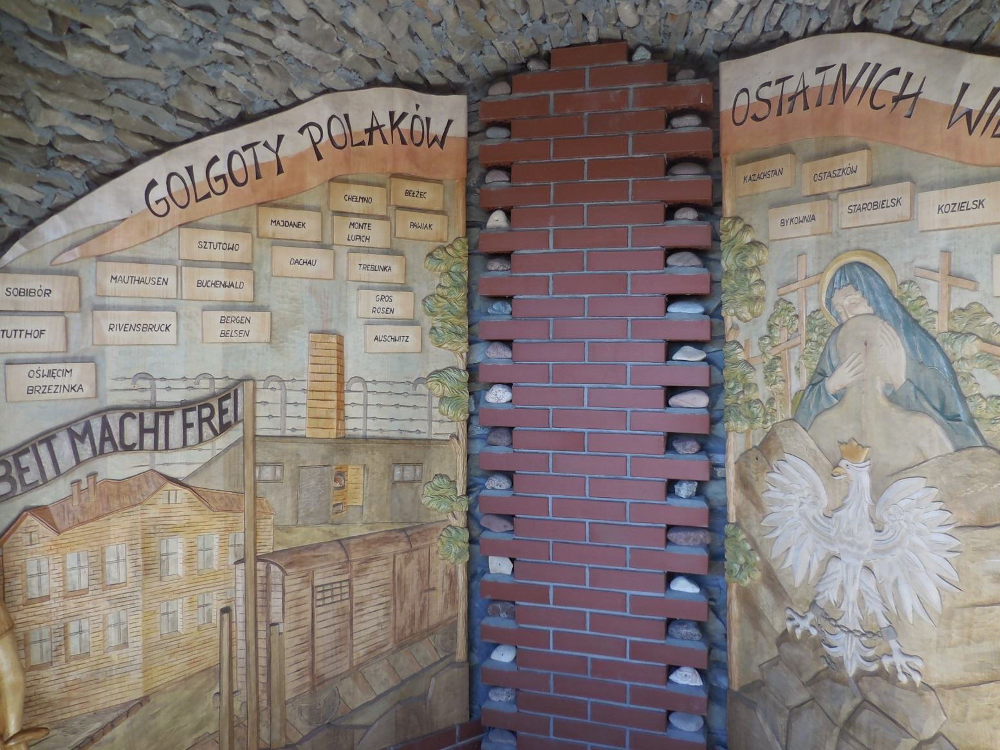 GOLGOTY POLAKÓW
OSTATNICH
CHEŁMNO
BEŁŻEC
MAJDANEK
MONTE
LUPICH
PAWIAK
SZTUTOWO
DACHAU
TREBLINKA
MAUTHAUSEN
BUCHENWALD
SOBIBÓR
GROS
ROSEN
RIVENSBRUCK
BERGEN
BELSEN
TUTTHOF
AUSCHWITZ
OŚWIĘCIM
BRZEZINKA
BEIT MACHT FREI
KAZACHSTAN
OSTASZKÓW
BYKOWNIA
STAROBIELSK
KOZIELSK